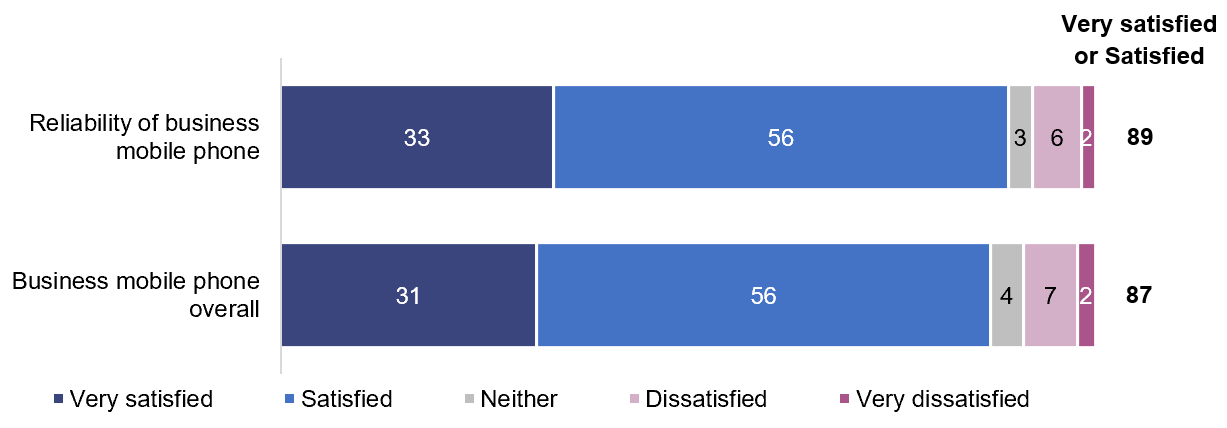 Very satisfied
or Satisfied
Reliability of business
mobile phone
33 56 3 6 2 89
Business mobile phone
overall
31 56 4 7 2 87
Very satisfied Satisfied Neither Dissatisfied Very dissatisfied